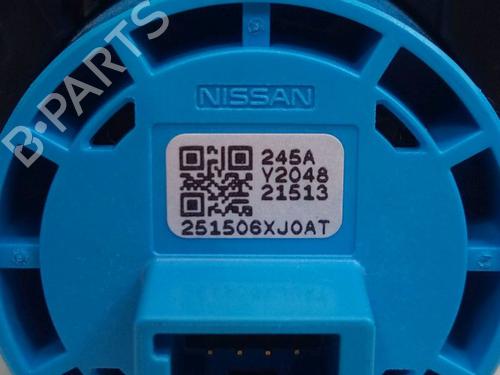 B-PARTS
NISSAN
245A
Y2048
21513
251506XJ0AT